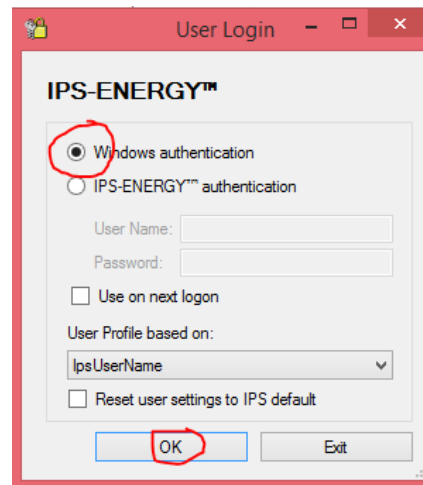 User Login
IPS-ENERGY™
Windows authentication
IPS-ENERGY™ authentication
User Name:
Password:
Use on next logon
User Profile based on:
IpsUserName
Reset user settings to IPS default
OK
Exit